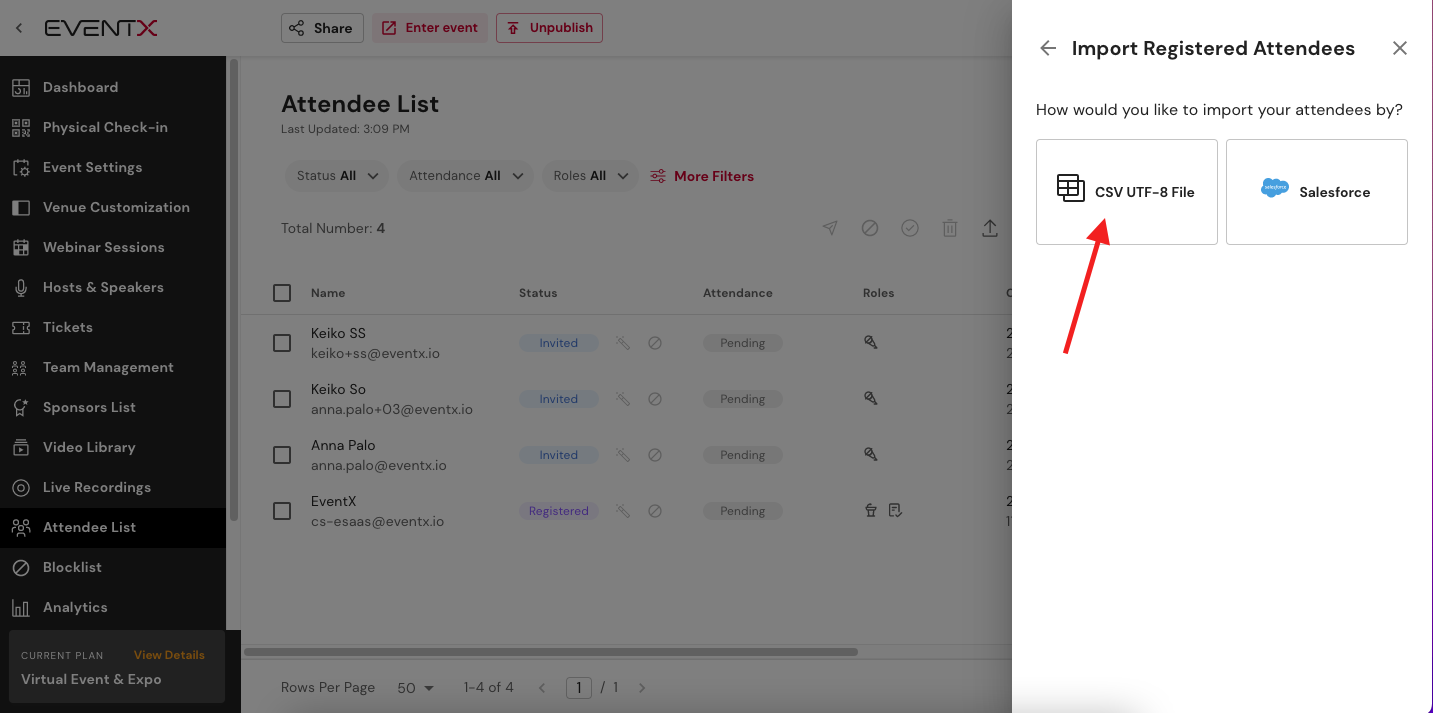 EVENTX
Share
Enter event
Unpublish
Dashboard
Physical Check-in
Event Settings
Venue Customization
Webinar Sessions
Hosts & Speakers
Tickets
Team Management
Sponsors List
Video Library
Live Recordings
Attendee List
Blocklist
Analytics
CURRENT PLAN View Details
Virtual Event & Expo
Attendee List
Last Updated: 3:09 PM
Status All Attendance All Roles All More Filters
Total Number: 4
Name Status Attendance Roles
Keiko SS
keiko+ss@eventx.io
Invited Pending
Keiko So
anna.palo+03@eventx.io
Invited Pending
Anna Palo
anna.palo@eventx.io
Invited Pending
EventX
cs-esaas@eventx.io
Registered Pending
Rows Per Page 50 1-4 of 4 1 / 1
Import Registered Attendees
How would you like to import your attendees by?
CSV UTF-8 File
salesforce Salesforce